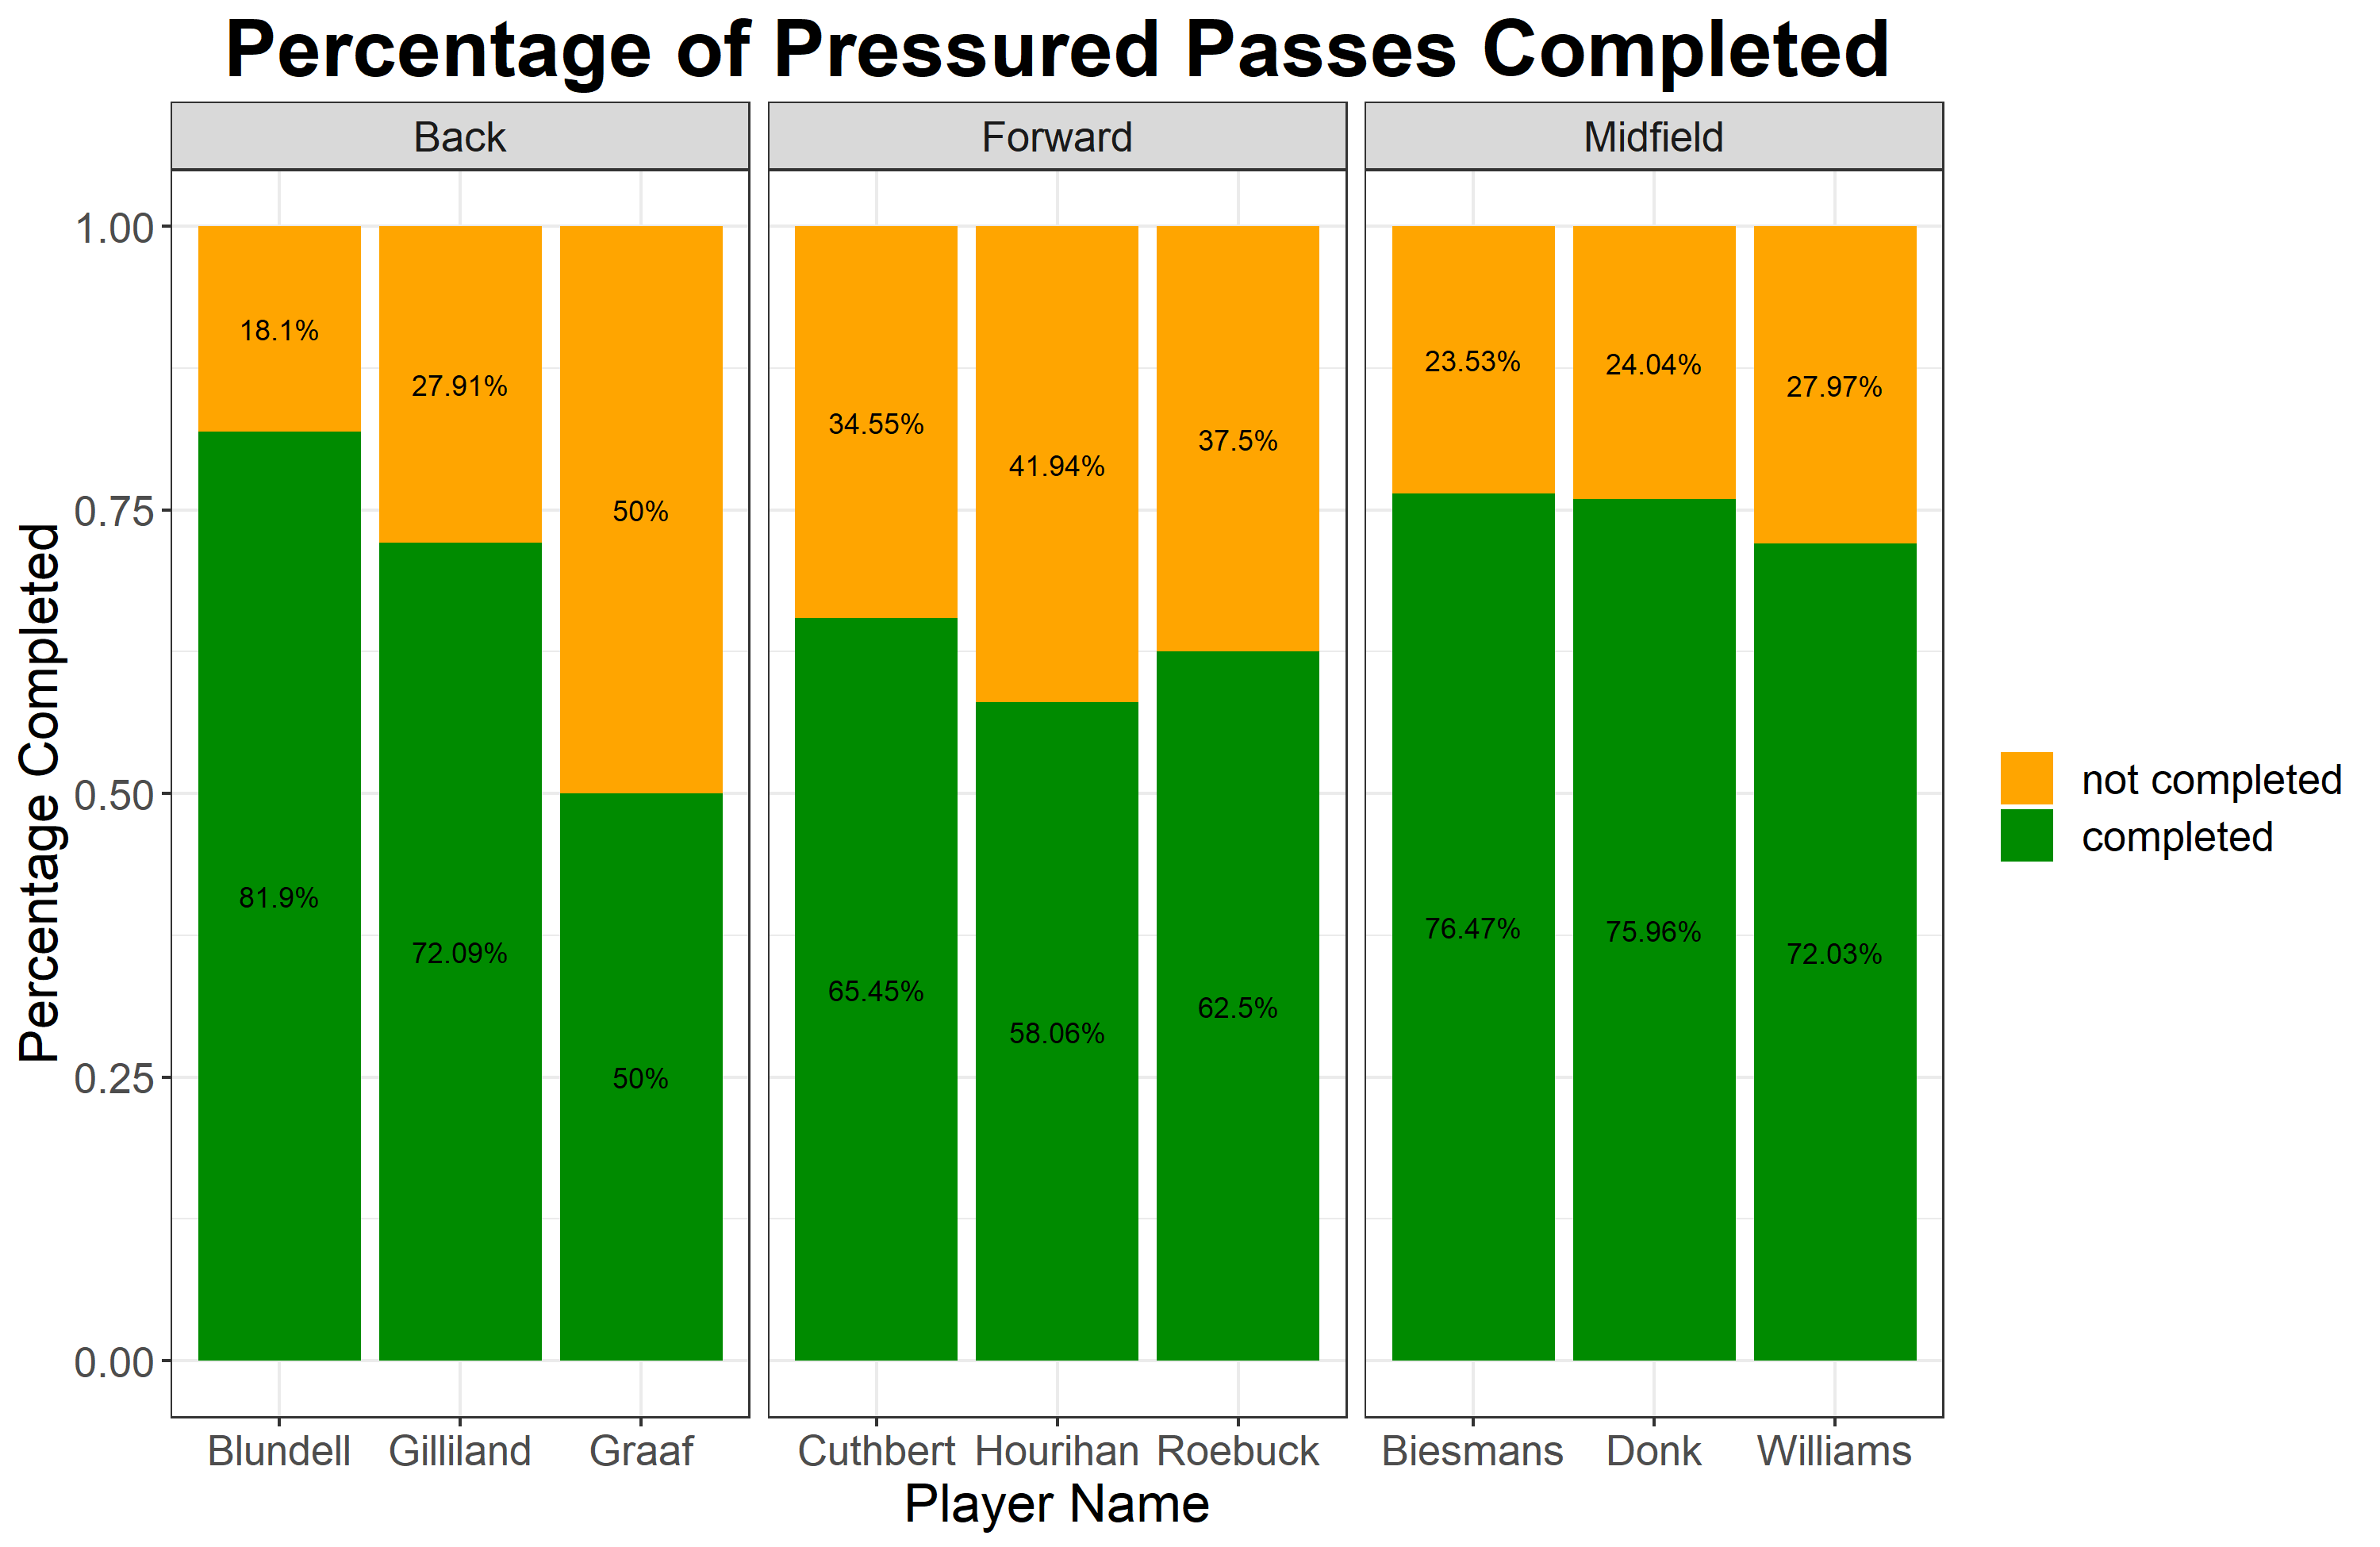 Percentage of Pressured Passes Completed
Back Forward Midfield
Percentage Completed
1.00
0.75
0.50
0.25
0.00
18.1% 27.91% 50% 34.55% 41.94% 37.5% 23.53% 24.04% 27.97%
81.9% 72.09% 50% 65.45% 58.06% 62.5% 76.47% 75.96% 72.03%
not completed
completed
Blundell Gilliland Graaf Cuthbert Hourihan Roebuck Biesmans Donk Williams
Player Name